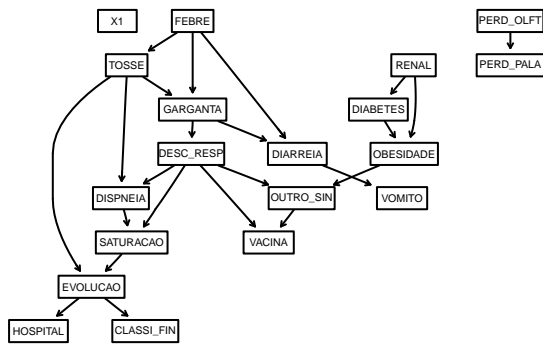 X1
FEBRE
PERD_OLFT
TOSSE
RENAL
PERD_PALA
GARGANTA
DIABETES
DESC_RESP
DIARREIA
OBESIDADE
DISPNEIA
OUTRO_SIN
VOMITO
SATURACAO
VACINA
EVOLUCAO
HOSPITAL
CLASSI_FIN